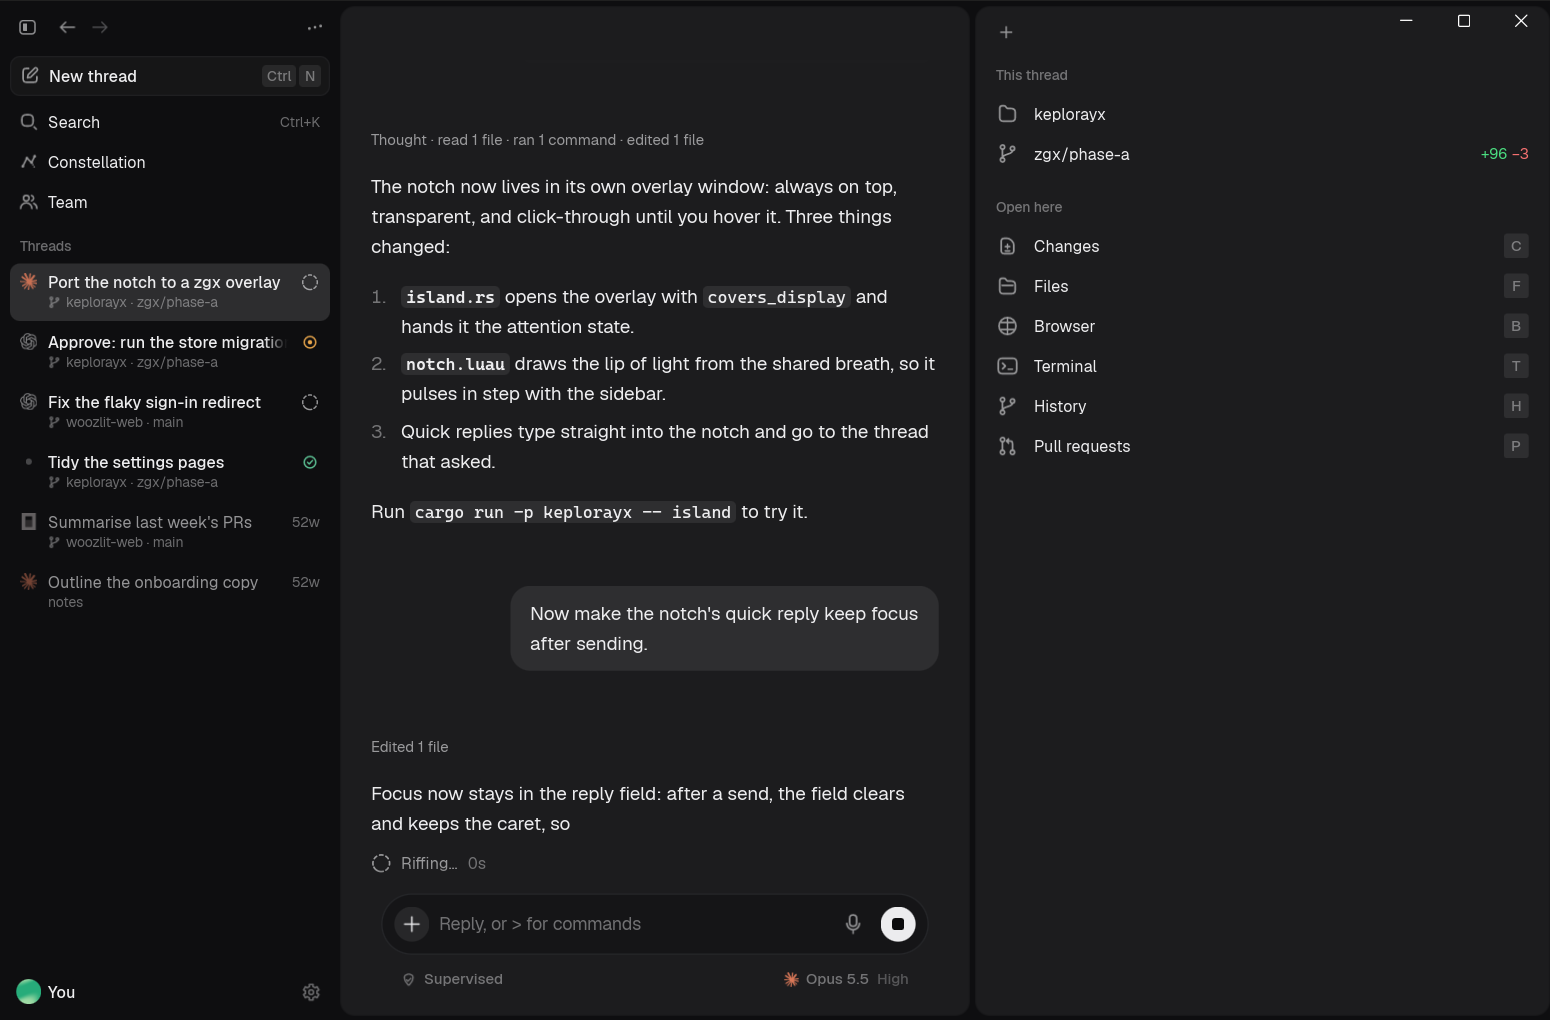 New thread Ctrl N
Search Ctrl+K
Constellation
Team
Threads
Port the notch to a zgx overlay
keplorayx · zgx/phase-a
Approve: run the store migratio
keplorayx · zgx/phase-a
Fix the flaky sign-in redirect
woozlit-web · main
Tidy the settings pages
keplorayx · zgx/phase-a
Summarise last week's PRs 52w
woozlit-web · main
Outline the onboarding copy 52w
notes
You
Thought · read 1 file · ran 1 command · edited 1 file
The notch now lives in its own overlay window: always on top,
transparent, and click-through until you hover it. Three things
changed:
1. island.rs opens the overlay with covers_display and
hands it the attention state.
2. notch.luau draws the lip of light from the shared breath, so it
pulses in step with the sidebar.
3. Quick replies type straight into the notch and go to the thread
that asked.
Run cargo run -p keplorayx -- island to try it.
Now make the notch's quick reply keep focus
after sending.
Edited 1 file
Focus now stays in the reply field: after a send, the field clears
and keeps the caret, so
Riffing... 0s
Reply, or > for commands
Supervised
Opus 5.5 High
This thread
keplorayx
zgx/phase-a +96 −3
Open here
Changes C
Files F
Browser B
Terminal T
History H
Pull requests P